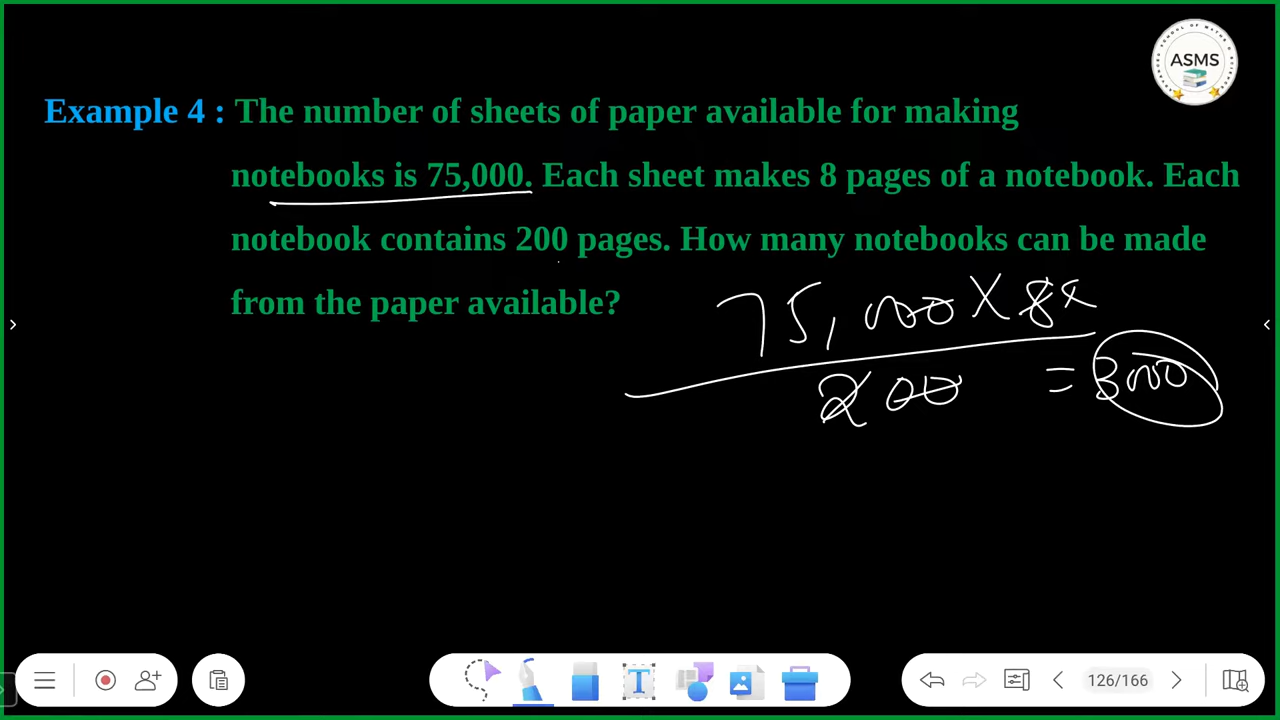 ASMS
Example 4 : The number of sheets of paper available for making
notebooks is 75,000. Each sheet makes 8 pages of a notebook. Each
notebook contains 200 pages. How many notebooks can be made
from the paper available?
75,000 X 8 4
200
= 3000
126/166